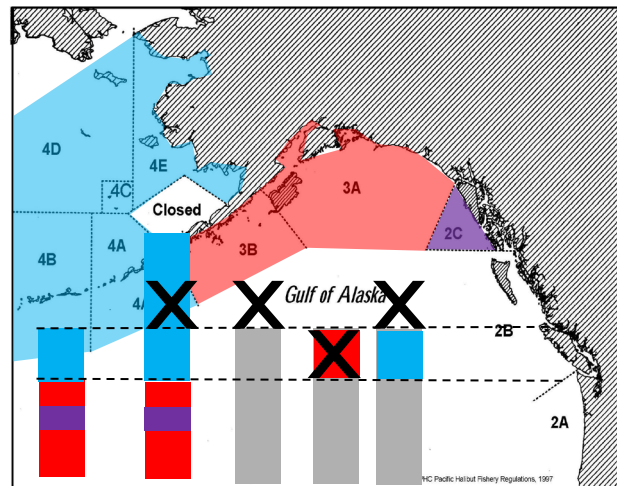 4D
4E
4C
3A
Closed
2C
4B
4A
3B
Gulf of Alaska
4A
2B
2A
HC Pacific Halibut Fishery Regulations, 1997